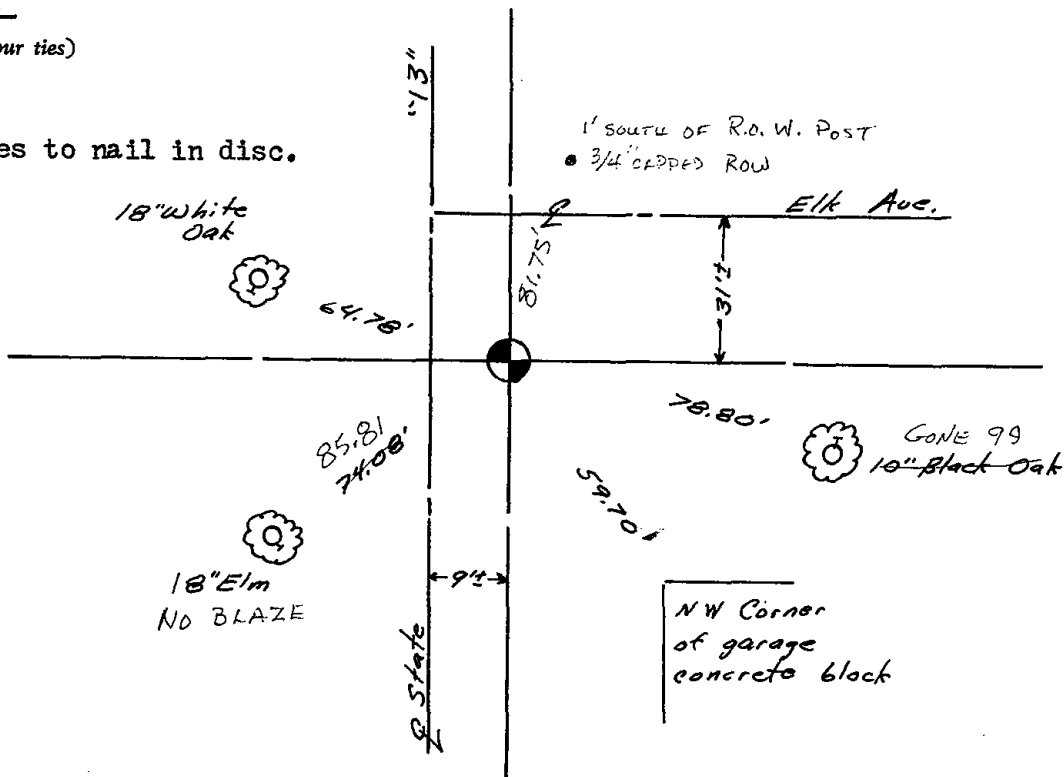 our ties)
es to nail in disc.
"13"
1' SOUTH OF R.O.W. POST
3/4" CAPPED ROW
18" White
Oak
℄
Elk Ave.
81.75'
31'±
64.78'
78.80'
GONE 99
10" Black Oak
85.81
74.08'
59.70'
18" Elm
NO BLAZE
9'±
NW Corner
of garage
concrete block
℄ State